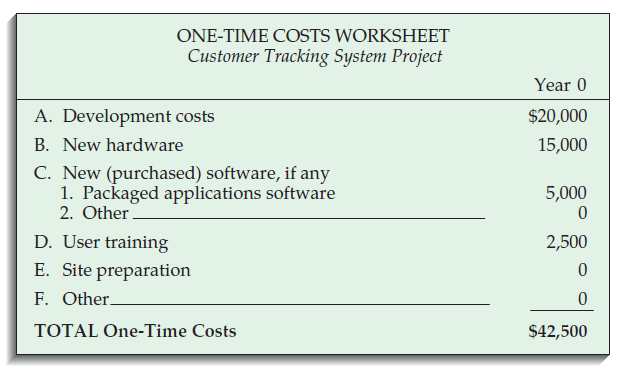 ONE-TIME COSTS WORKSHEET
Customer Tracking System Project
Year 0
A. Development costs $20,000
B. New hardware 15,000
C. New (purchased) software, if any
1. Packaged applications software 5,000
2. Other 0
D. User training 2,500
E. Site preparation 0
F. Other 0
TOTAL One-Time Costs $42,500